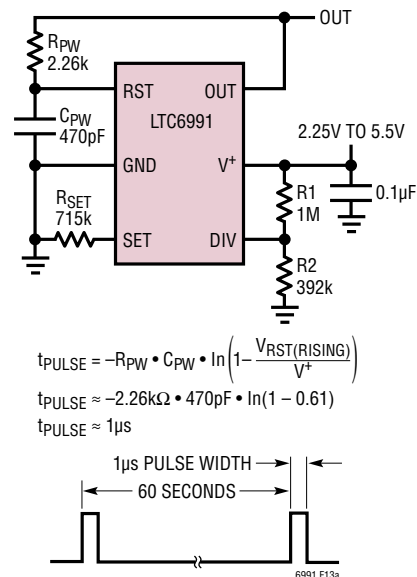 OUT
RPW
2.26k
RST
OUT
CPW
470pF
LTC6991
2.25V TO 5.5V
GND
V+
RSET
715k
R1
1M
0.1µF
SET
DIV
R2
392k
tPULSE = –RPW • CPW • ln(1– VRST(RISING)/V+)
tPULSE ≈ –2.26kΩ • 470pF • ln(1 – 0.61)
tPULSE ≈ 1µs
1µs PULSE WIDTH
60 SECONDS
6991 F13a